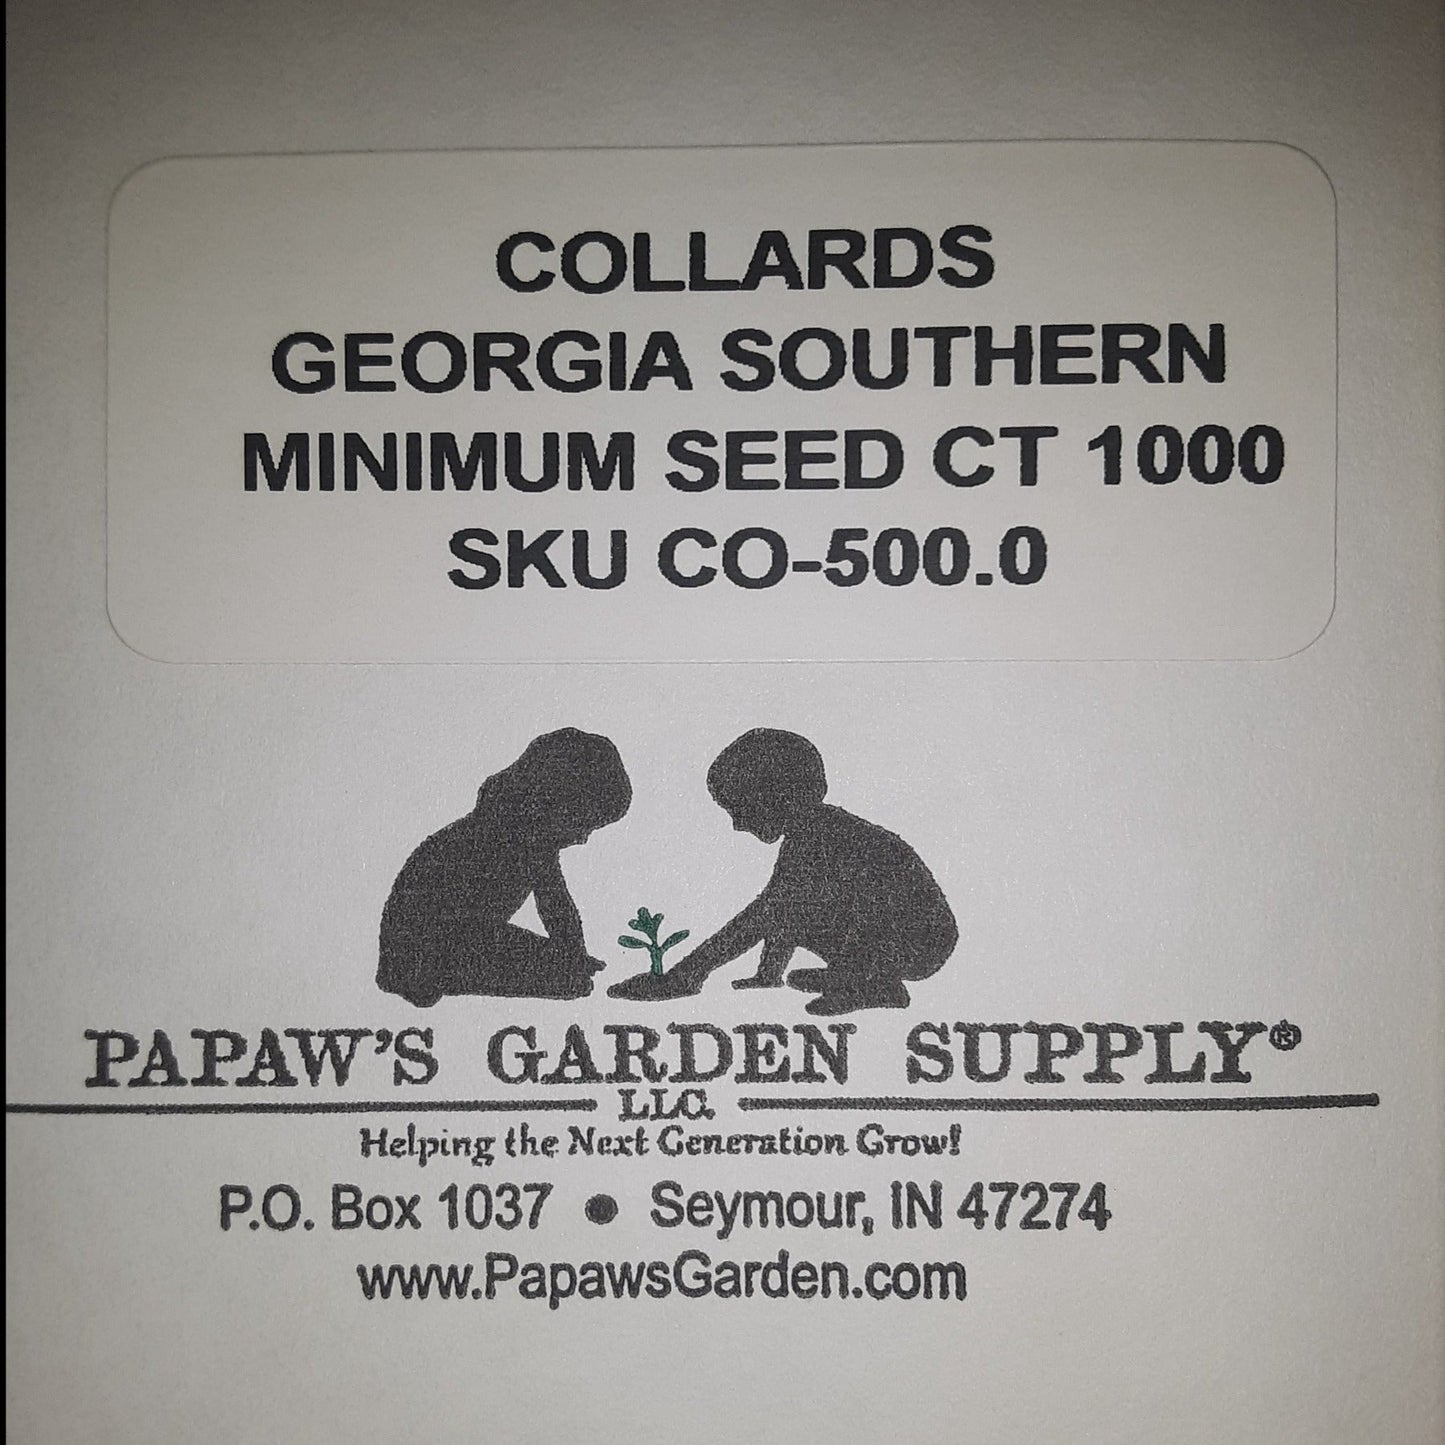 COLLARDS
GEORGIA SOUTHERN
MINIMUM SEED CT 1000
SKU CO-500.0
PAPAW'S GARDEN SUPPLY®
LLC.
Helping the Next Generation Grow!
P.O. Box 1037 ● Seymour, IN 47274
www.PapawsGarden.com